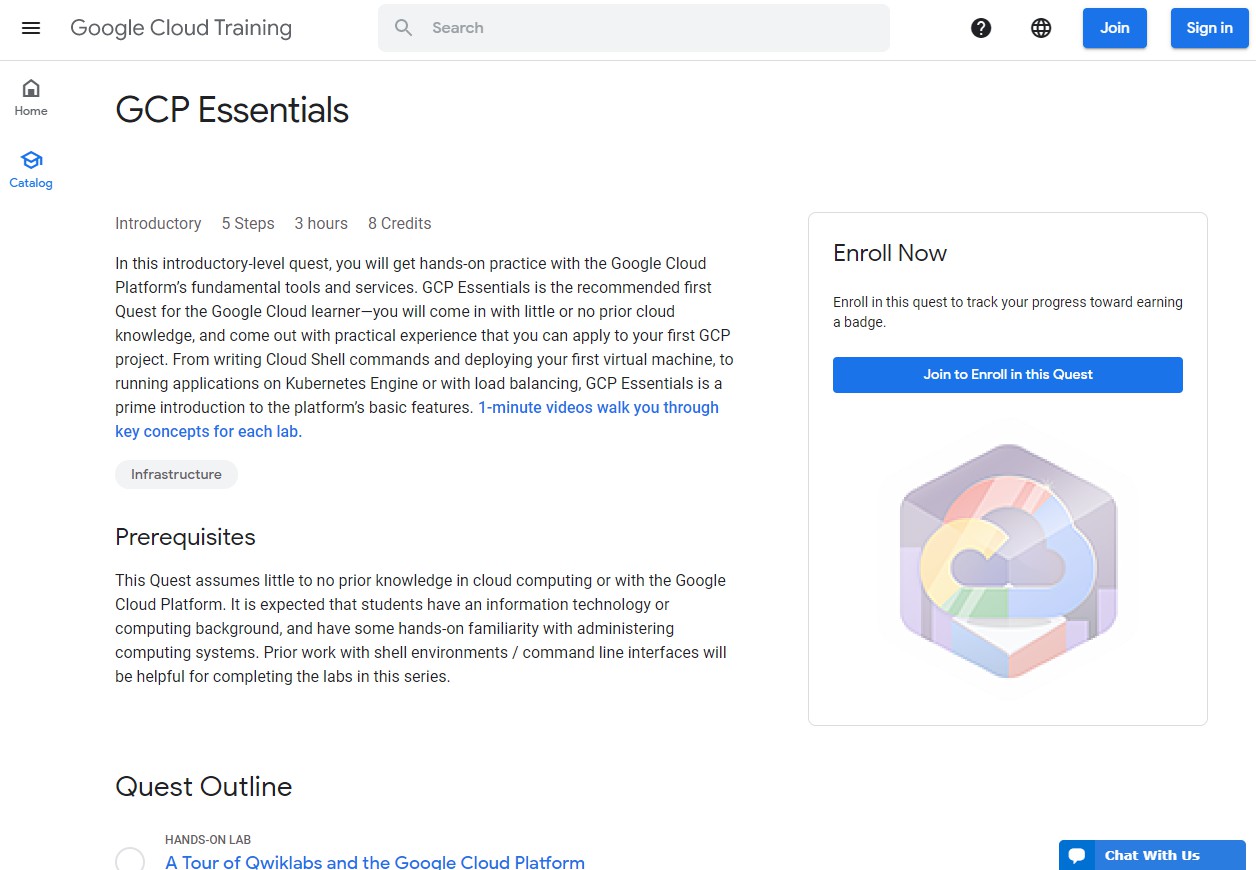 Google Cloud Training
Search
Join
Sign in
Home
Catalog
GCP Essentials
Introductory 5 Steps 3 hours 8 Credits
In this introductory-level quest, you will get hands-on practice with the Google Cloud
Platform’s fundamental tools and services. GCP Essentials is the recommended first
Quest for the Google Cloud learner—you will come in with little or no prior cloud
knowledge, and come out with practical experience that you can apply to your first GCP
project. From writing Cloud Shell commands and deploying your first virtual machine, to
running applications on Kubernetes Engine or with load balancing, GCP Essentials is a
prime introduction to the platform’s basic features. 1-minute videos walk you through
key concepts for each lab.
Infrastructure
Prerequisites
This Quest assumes little to no prior knowledge in cloud computing or with the Google
Cloud Platform. It is expected that students have an information technology or
computing background, and have some hands-on familiarity with administering
computing systems. Prior work with shell environments / command line interfaces will
be helpful for completing the labs in this series.
Enroll Now
Enroll in this quest to track your progress toward earning
a badge.
Join to Enroll in this Quest
Quest Outline
HANDS-ON LAB
A Tour of Qwiklabs and the Google Cloud Platform
Chat With Us